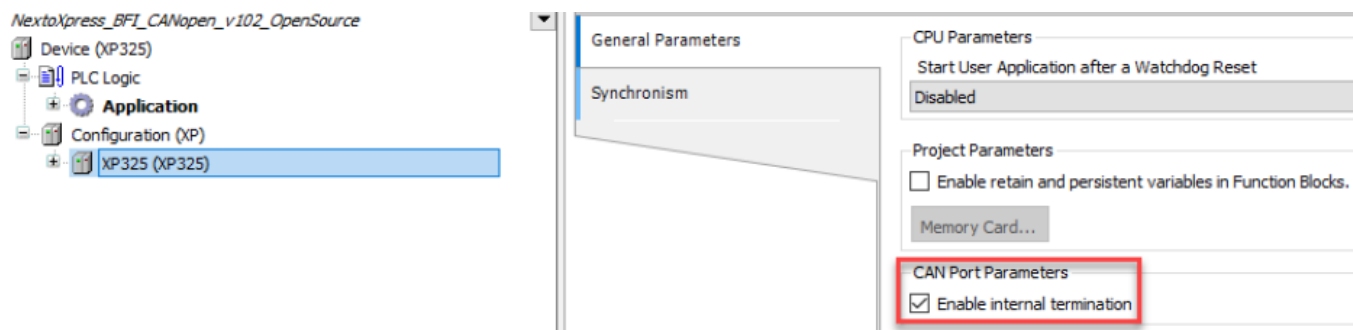 NextoXpress_BFI_CANopen_v102_OpenSource
Device (XP325)
PLC Logic
Application
Configuration (XP)
XP325 (XP325)
General Parameters
Synchronism
CPU Parameters
Start User Application after a Watchdog Reset
Disabled
Project Parameters
Enable retain and persistent variables in Function Blocks.
Memory Card...
CAN Port Parameters
Enable internal termination